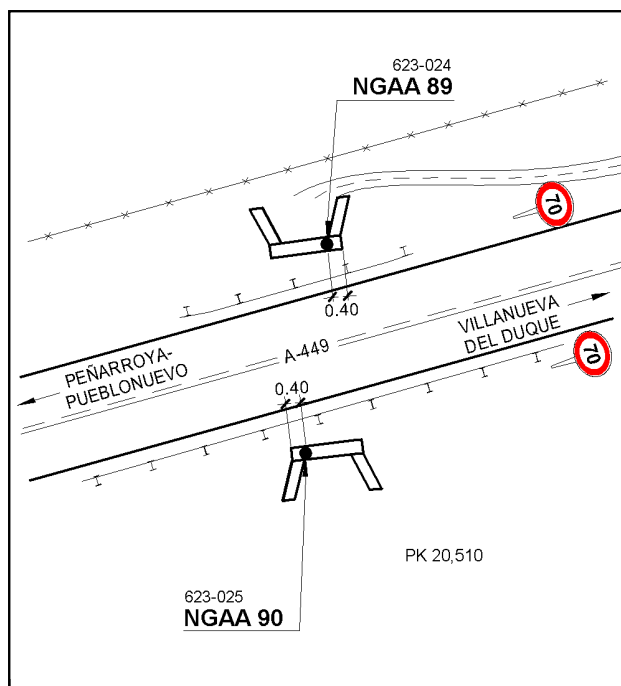 623-024
NGAA 89
70
0.40
VILLANUEVA
DEL DUQUE
A-449
PEÑARROYA-
PUEBLONUEVO
70
0.40
PK 20,510
623-025
NGAA 90